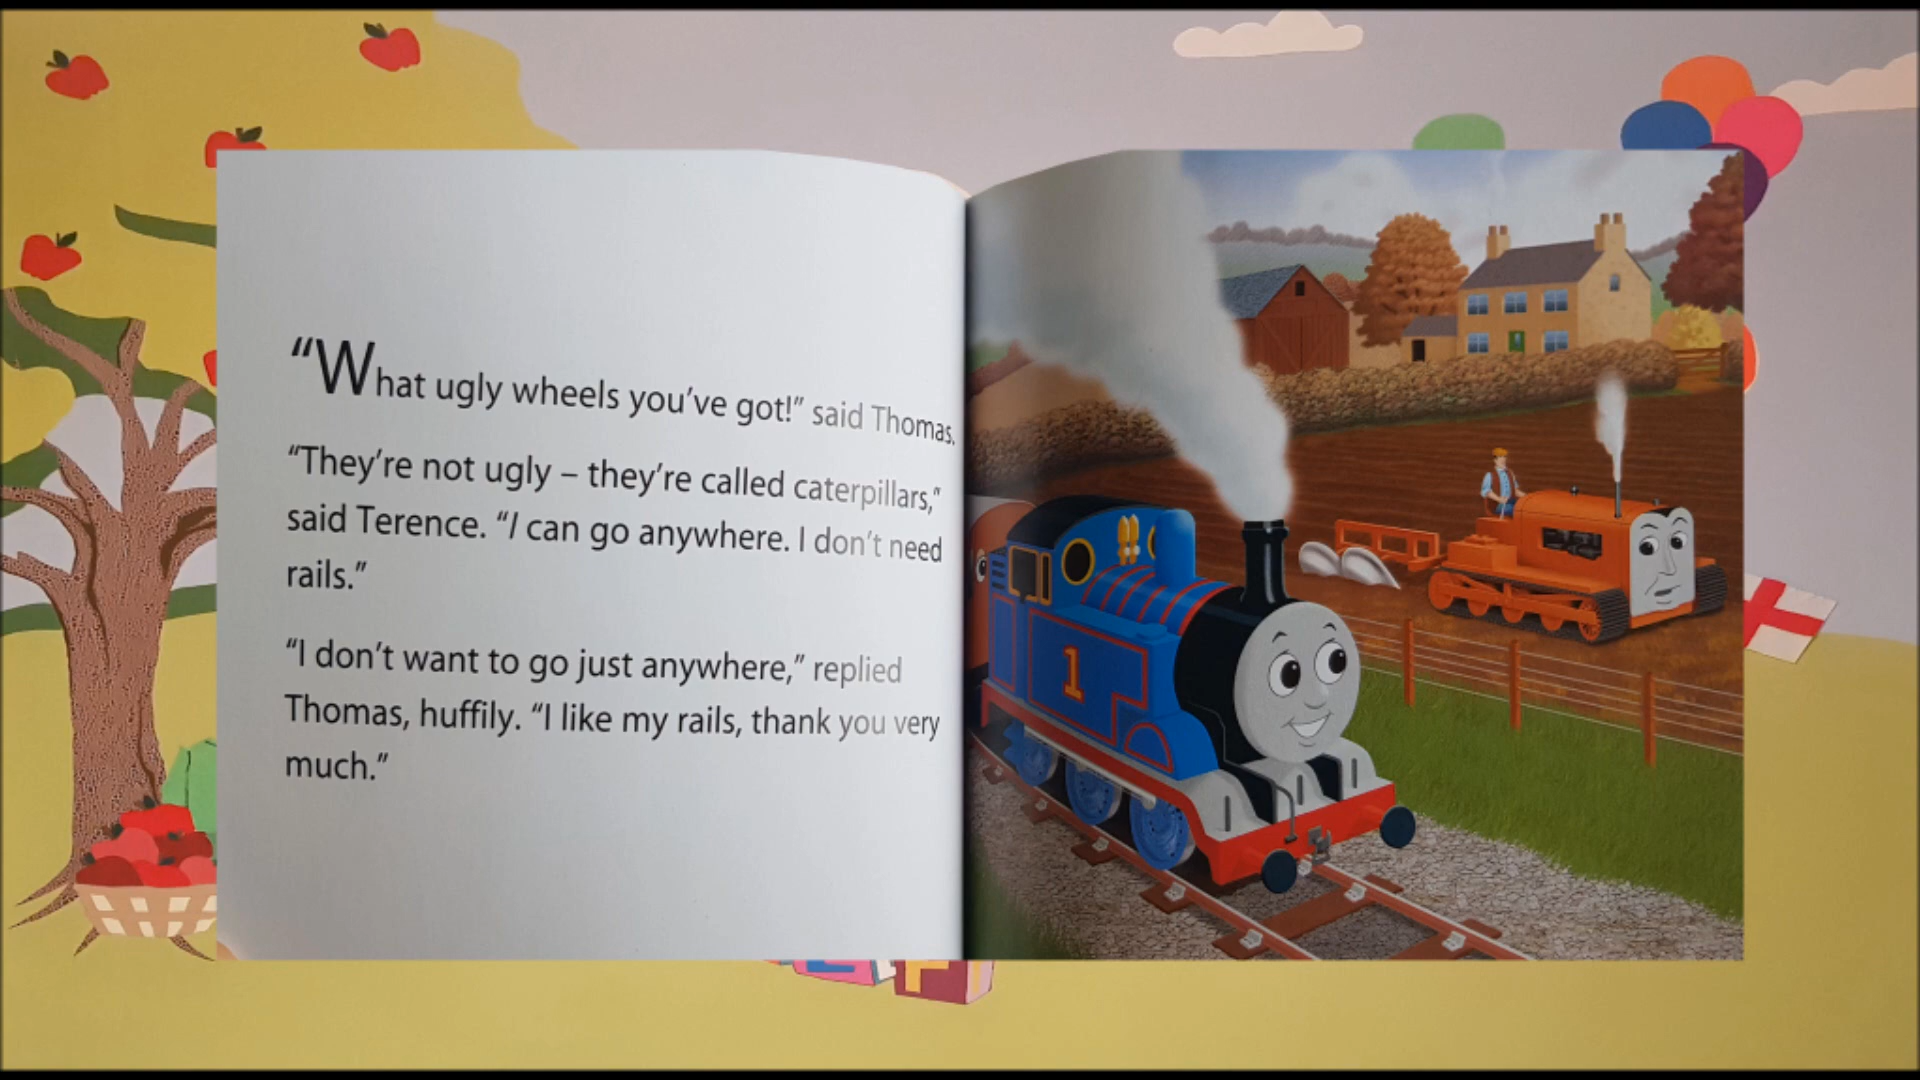 “What ugly wheels you’ve got!” said Thomas.
“They’re not ugly – they’re called caterpillars,”
said Terence. “I can go anywhere. I don’t need
rails.”
“I don’t want to go just anywhere,” replied
Thomas, huffily. “I like my rails, thank you very
much.”
1